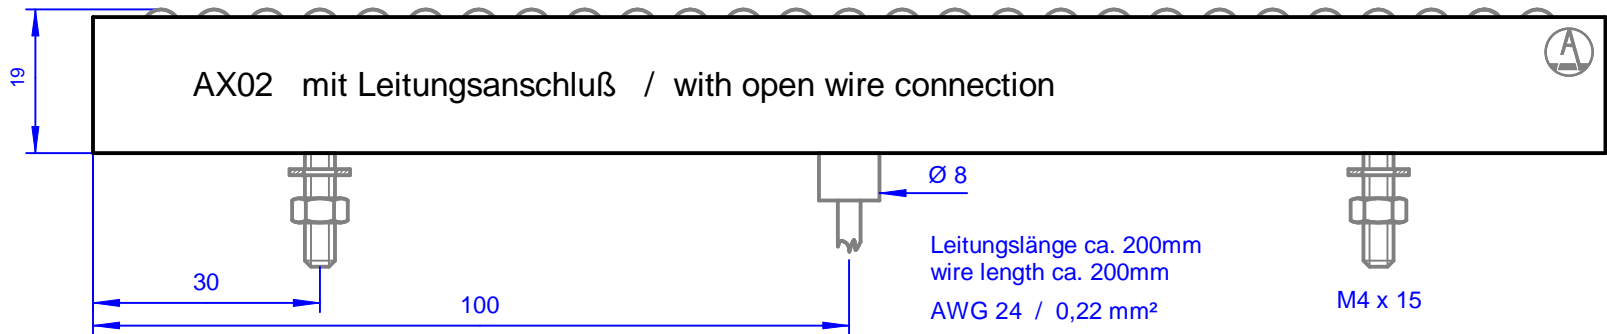 19
AX02 mit Leitungsanschluß / with open wire connection
A
Ø 8
Leitungslänge ca. 200mm
wire length ca. 200mm
AWG 24 / 0,22 mm²
30
100
M4 x 15